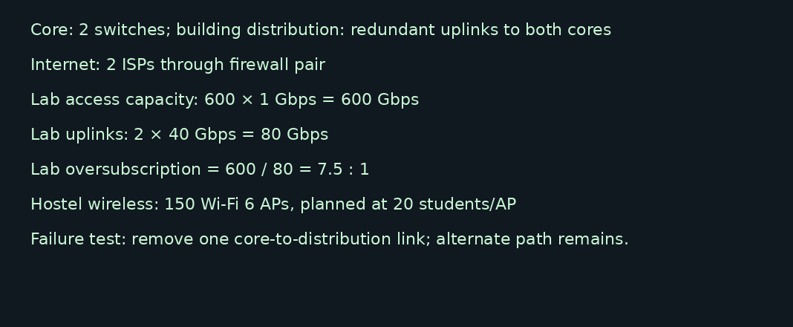 Core: 2 switches; building distribution: redundant uplinks to both cores
Internet: 2 ISPs through firewall pair
Lab access capacity: 600 × 1 Gbps = 600 Gbps
Lab uplinks: 2 × 40 Gbps = 80 Gbps
Lab oversubscription = 600 / 80 = 7.5 : 1
Hostel wireless: 150 Wi-Fi 6 APs, planned at 20 students/AP
Failure test: remove one core-to-distribution link; alternate path remains.